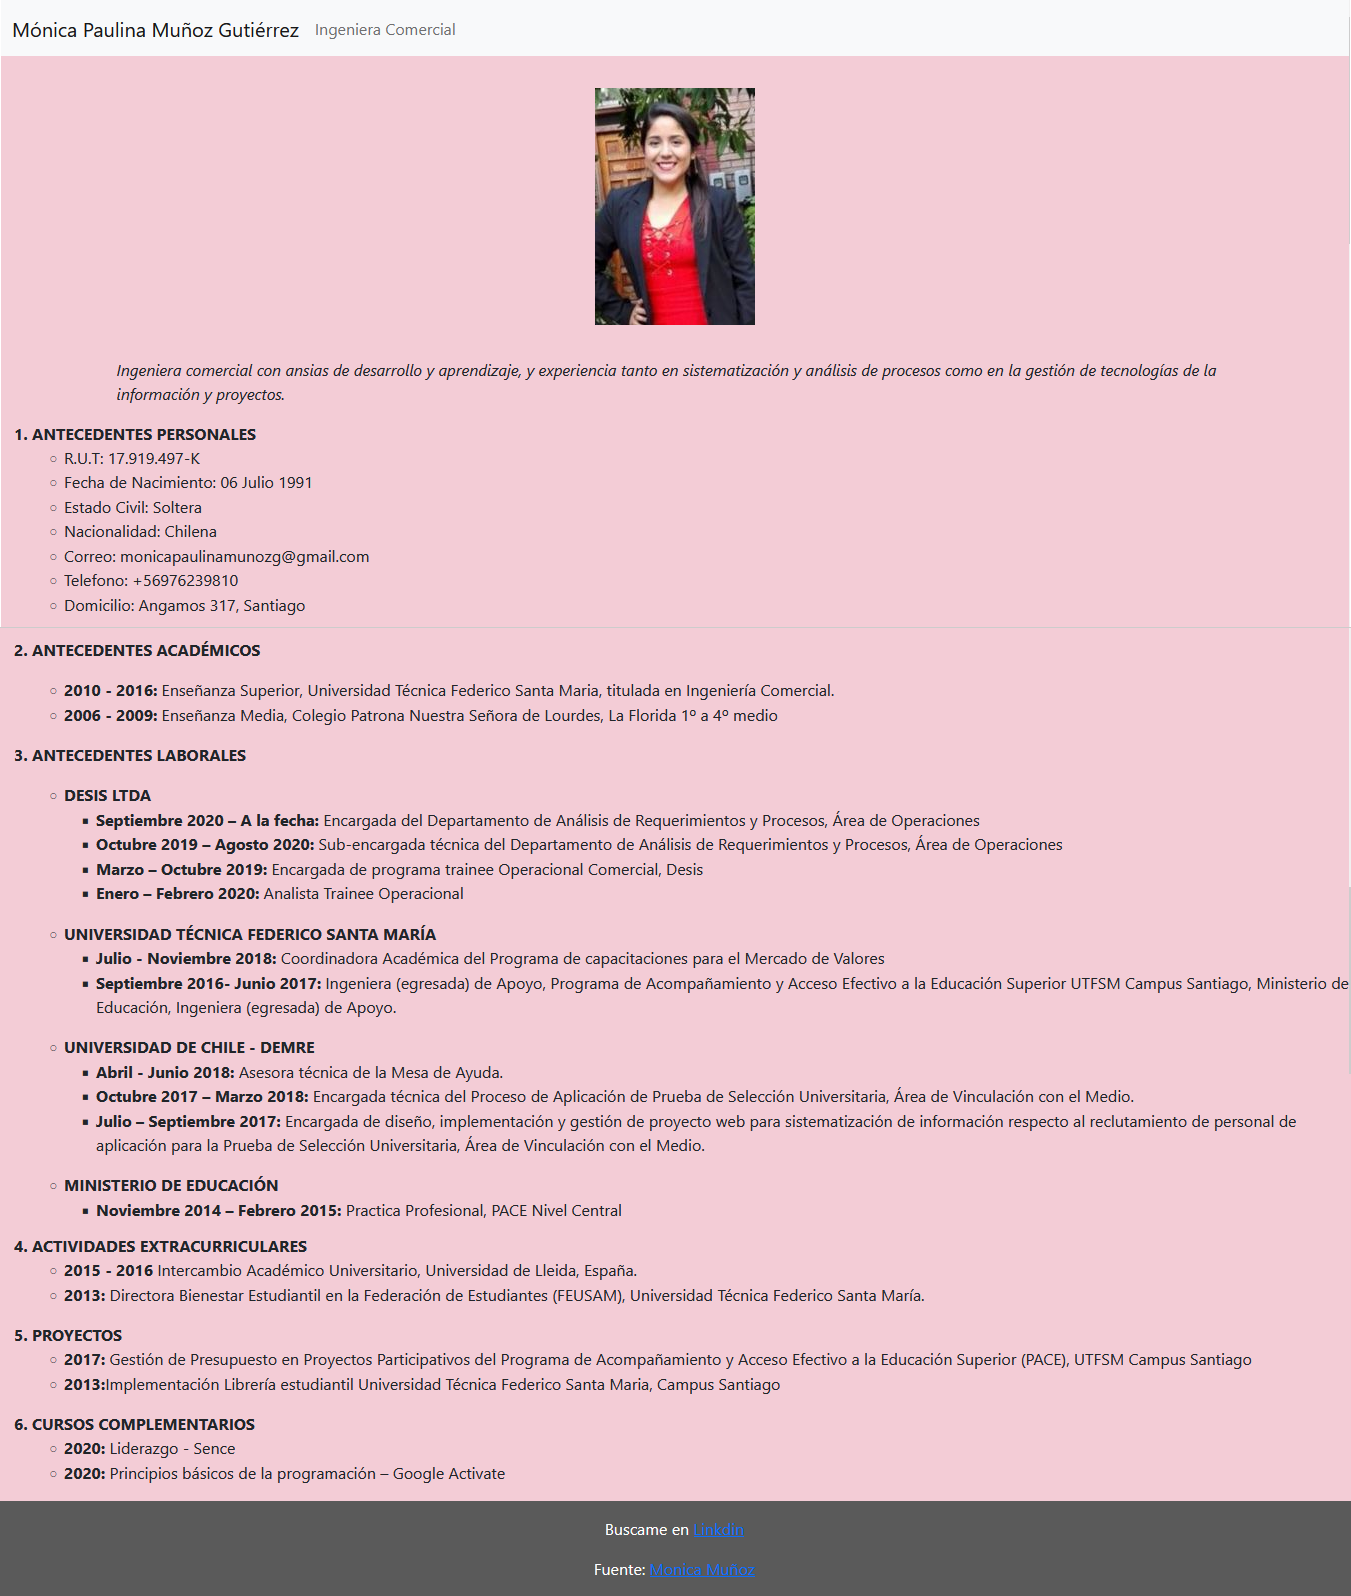 Mónica Paulina Muñoz Gutiérrez Ingeniera Comercial
Ingeniera comercial con ansias de desarrollo y aprendizaje, y experiencia tanto en sistematización y análisis de procesos como en la gestión de tecnologías de la
información y proyectos.
1. ANTECEDENTES PERSONALES
○ R.U.T: 17.919.497-K
○ Fecha de Nacimiento: 06 Julio 1991
○ Estado Civil: Soltera
○ Nacionalidad: Chilena
○ Correo: monicapaulinamunozg@gmail.com
○ Telefono: +56976239810
○ Domicilio: Angamos 317, Santiago
2. ANTECEDENTES ACADÉMICOS
○ 2010 - 2016: Enseñanza Superior, Universidad Técnica Federico Santa Maria, titulada en Ingeniería Comercial.
○ 2006 - 2009: Enseñanza Media, Colegio Patrona Nuestra Señora de Lourdes, La Florida 1º a 4º medio
3. ANTECEDENTES LABORALES
○ DESIS LTDA
▪ Septiembre 2020 – A la fecha: Encargada del Departamento de Análisis de Requerimientos y Procesos, Área de Operaciones
▪ Octubre 2019 – Agosto 2020: Sub-encargada técnica del Departamento de Análisis de Requerimientos y Procesos, Área de Operaciones
▪ Marzo – Octubre 2019: Encargada de programa trainee Operacional Comercial, Desis
▪ Enero – Febrero 2020: Analista Trainee Operacional
○ UNIVERSIDAD TÉCNICA FEDERICO SANTA MARÍA
▪ Julio - Noviembre 2018: Coordinadora Académica del Programa de capacitaciones para el Mercado de Valores
▪ Septiembre 2016- Junio 2017: Ingeniera (egresada) de Apoyo, Programa de Acompañamiento y Acceso Efectivo a la Educación Superior UTFSM Campus Santiago, Ministerio de
Educación, Ingeniera (egresada) de Apoyo.
○ UNIVERSIDAD DE CHILE - DEMRE
▪ Abril - Junio 2018: Asesora técnica de la Mesa de Ayuda.
▪ Octubre 2017 – Marzo 2018: Encargada técnica del Proceso de Aplicación de Prueba de Selección Universitaria, Área de Vinculación con el Medio.
▪ Julio – Septiembre 2017: Encargada de diseño, implementación y gestión de proyecto web para sistematización de información respecto al reclutamiento de personal de
aplicación para la Prueba de Selección Universitaria, Área de Vinculación con el Medio.
○ MINISTERIO DE EDUCACIÓN
▪ Noviembre 2014 – Febrero 2015: Practica Profesional, PACE Nivel Central
4. ACTIVIDADES EXTRACURRICULARES
○ 2015 - 2016 Intercambio Académico Universitario, Universidad de Lleida, España.
○ 2013: Directora Bienestar Estudiantil en la Federación de Estudiantes (FEUSAM), Universidad Técnica Federico Santa María.
5. PROYECTOS
○ 2017: Gestión de Presupuesto en Proyectos Participativos del Programa de Acompañamiento y Acceso Efectivo a la Educación Superior (PACE), UTFSM Campus Santiago
○ 2013:Implementación Librería estudiantil Universidad Técnica Federico Santa Maria, Campus Santiago
6. CURSOS COMPLEMENTARIOS
○ 2020: Liderazgo - Sence
○ 2020: Principios básicos de la programación – Google Activate
Buscame en Linkdin
Fuente: Monica Muñoz